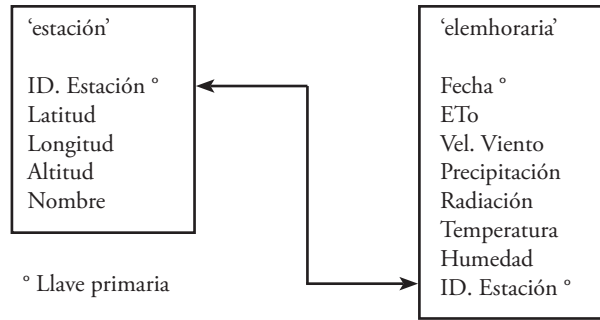 ‘estación’
ID. Estación °
Latitud
Longitud
Altitud
Nombre
° Llave primaria
‘elemhoraria’
Fecha °
ETo
Vel. Viento
Precipitación
Radiación
Temperatura
Humedad
ID. Estación °